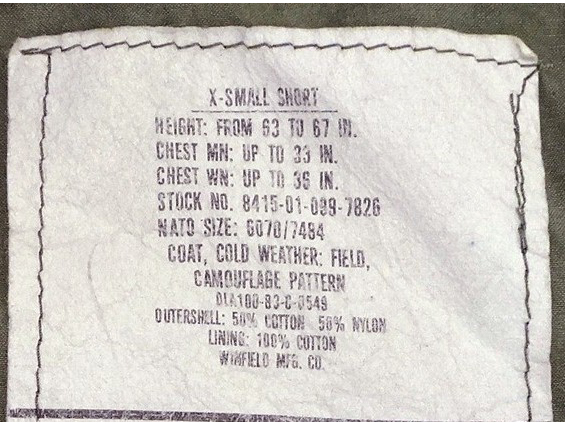 X-SMALL SHORT
HEIGHT: FROM 63 TO 67 IN.
CHEST MN: UP TO 33 IN.
CHEST WN: UP TO 36 IN.
STOCK NO. 8415-01-099-7826
NATO SIZE: 6070/7484
COAT, COLD WEATHER: FIELD,
CAMOUFLAGE PATTERN
DLA100-83-C-0549
OUTERSHELL: 50% COTTON 50% NYLON
LINING: 100% COTTON
WINFIELD MFG. CO.